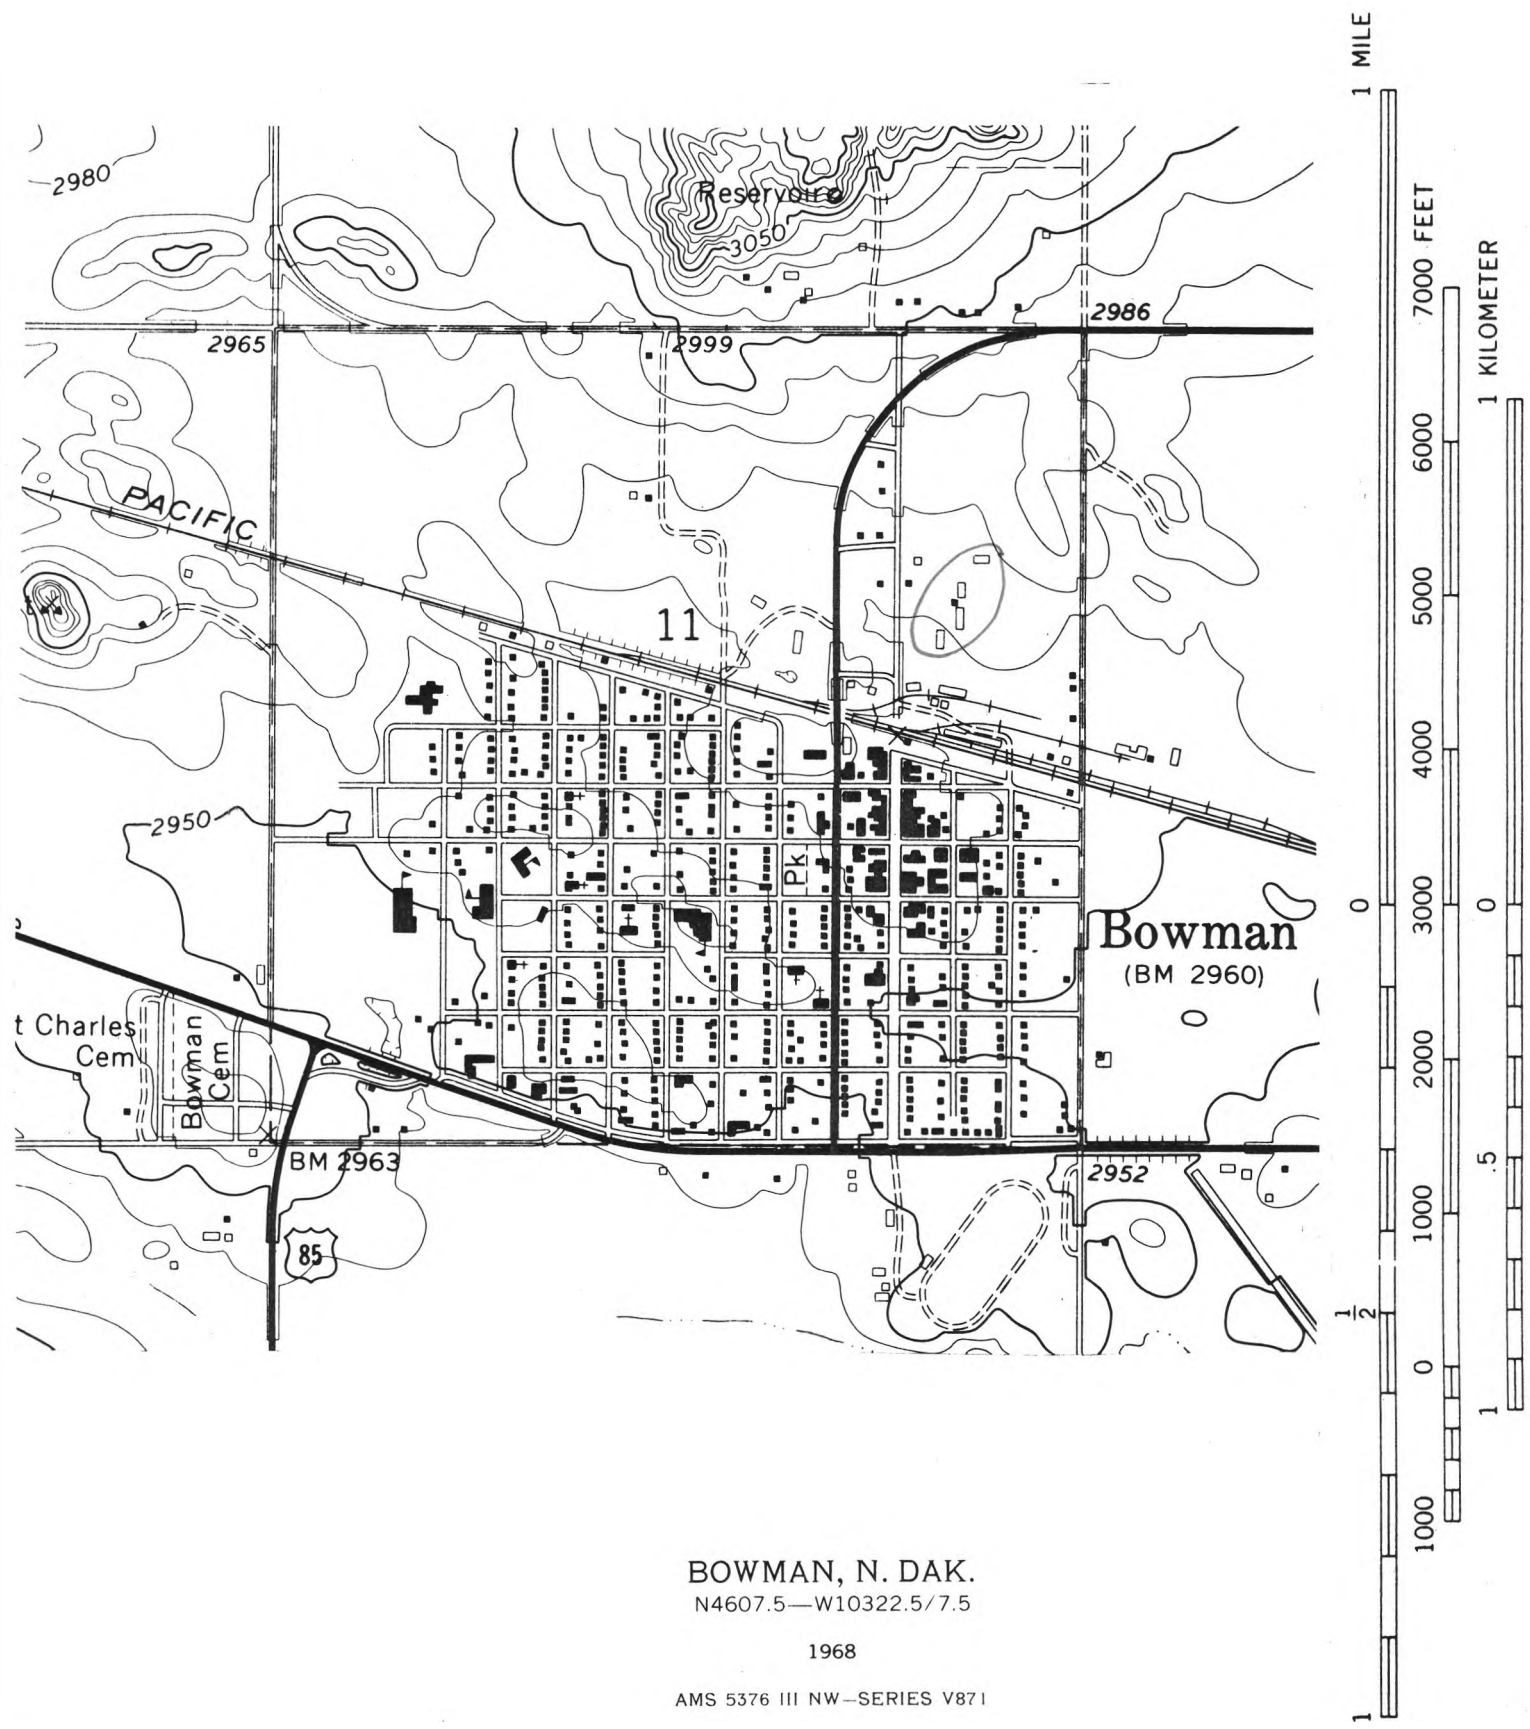 2980
Reservoir
3050
2965
2999
2986
PACIFIC
11
2950
Pk
Bowman
(BM 2960)
t Charles
Cem
Bowman
Cem
BM 2963
2952
85
1 MILE
0
1/2
1
7000 FEET
6000
5000
4000
3000
2000
1000
0
1000
1 KILOMETER
0
.5
1
BOWMAN, N. DAK.
N4607.5—W10322.5/7.5
1968
AMS 5376 III NW—SERIES V871